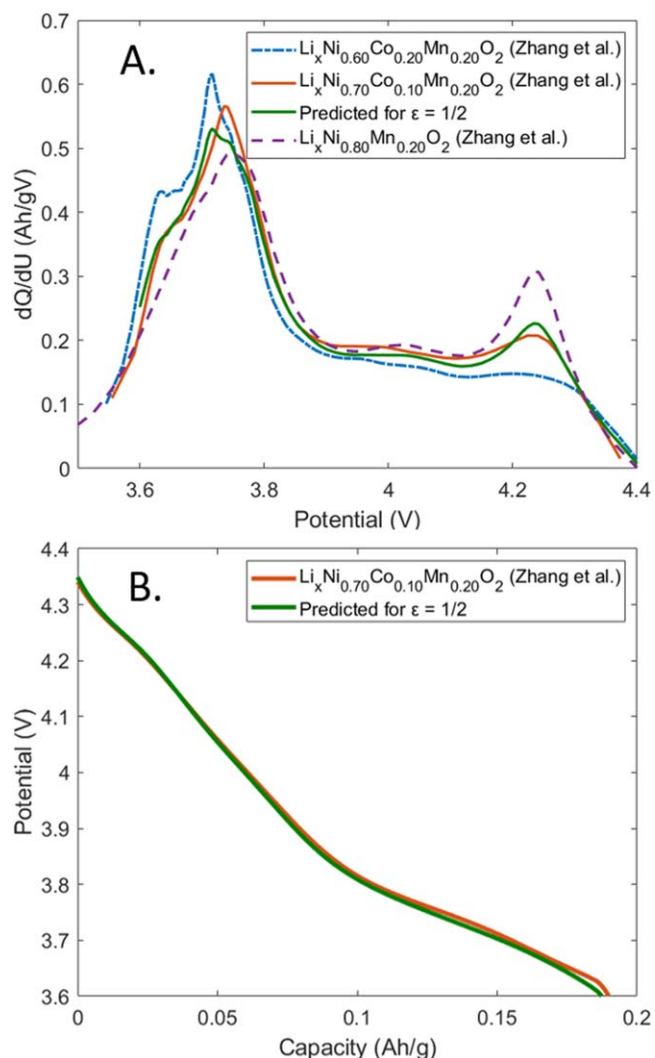 A.
0.7
0.6
0.5
0.4
0.3
0.2
0.1
0
dQ/dU (Ah/gV)
LiₓNi₀.₆₀Co₀.₂₀Mn₀.₂₀O₂ (Zhang et al.)
LiₓNi₀.₇₀Co₀.₁₀Mn₀.₂₀O₂ (Zhang et al.)
Predicted for ε = 1/2
LiₓNi₀.₈₀Mn₀.₂₀O₂ (Zhang et al.)
3.6 3.8 4 4.2 4.4
Potential (V)
B.
4.4
4.3
4.2
4.1
4
3.9
3.8
3.7
3.6
Potential (V)
LiₓNi₀.₇₀Co₀.₁₀Mn₀.₂₀O₂ (Zhang et al.)
Predicted for ε = 1/2
0 0.05 0.1 0.15 0.2
Capacity (Ah/g)